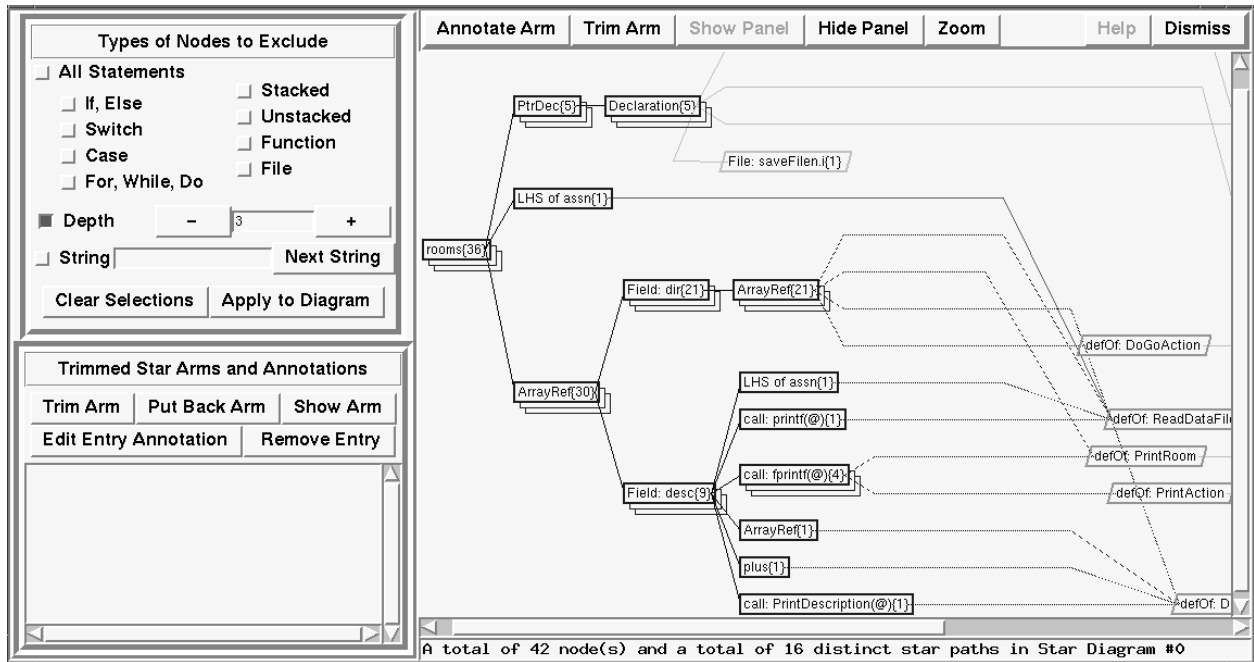 Types of Nodes to Exclude
All Statements
If, Else
Switch
Case
For, While, Do
Stacked
Unstacked
Function
File
Depth - 3 +
String Next String
Clear Selections Apply to Diagram
Trimmed Star Arms and Annotations
Trim Arm Put Back Arm Show Arm
Edit Entry Annotation Remove Entry
Annotate Arm Trim Arm Show Panel Hide Panel Zoom Help Dismiss
PtrDec{5} Declaration{5}
File: saveFilen.i{1}
LHS of assn{1}
rooms{36}
Field: dir{21} ArrayRef{21}
defOf: DoGoAction
ArrayRef{30}
LHS of assn{1}
call: printf(@){1}
defOf: ReadDataFile
defOf: PrintRoom
call: fprintf(@){4}
Field: desc{9}
defOf: PrintAction
ArrayRef{1}
plus{1}
call: PrintDescription(@){1}
defOf: D
A total of 42 node(s) and a total of 16 distinct star paths in Star Diagram #0